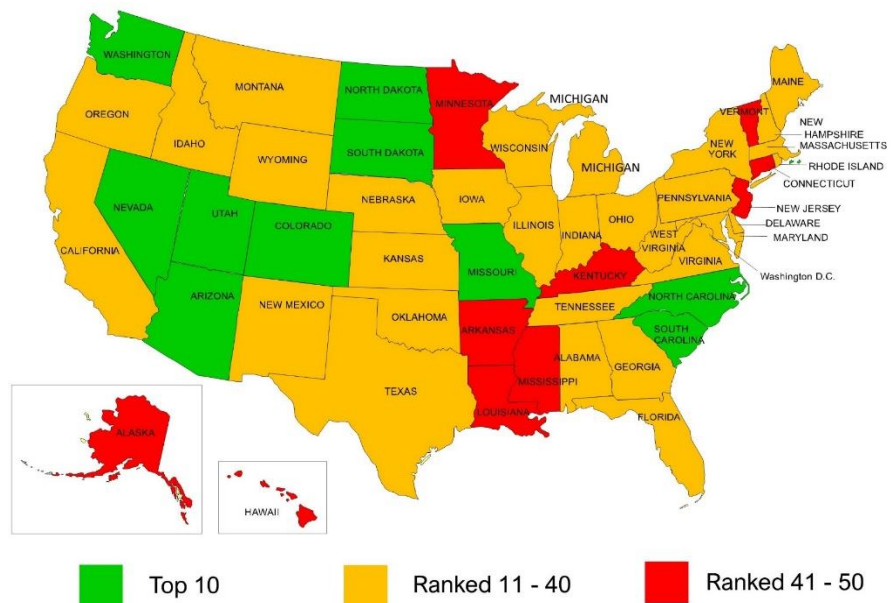 WASHINGTON
MONTANA
NORTH DAKOTA
MINNESOTA
MICHIGAN
MAINE
OREGON
IDAHO
WYOMING
SOUTH DAKOTA
WISCONSIN
MICHIGAN
VERMONT
NEW
HAMPSHIRE
MASSACHUSETTS
NEW
YORK
RHODE ISLAND
CONNECTICUT
NEW JERSEY
DELAWARE
MARYLAND
Washington D.C.
NEVADA
UTAH
COLORADO
NEBRASKA
IOWA
ILLINOIS
INDIANA
OHIO
PENNSYLVANIA
CALIFORNIA
KANSAS
MISSOURI
KENTUCKY
WEST
VIRGINIA
VIRGINIA
ARIZONA
NEW MEXICO
OKLAHOMA
ARKANSAS
TENNESSEE
NORTH CAROLINA
SOUTH
CAROLINA
TEXAS
LOUISIANA
MISSISSIPPI
ALABAMA
GEORGIA
FLORIDA
ALASKA
HAWAII
Top 10
Ranked 11 - 40
Ranked 41 - 50